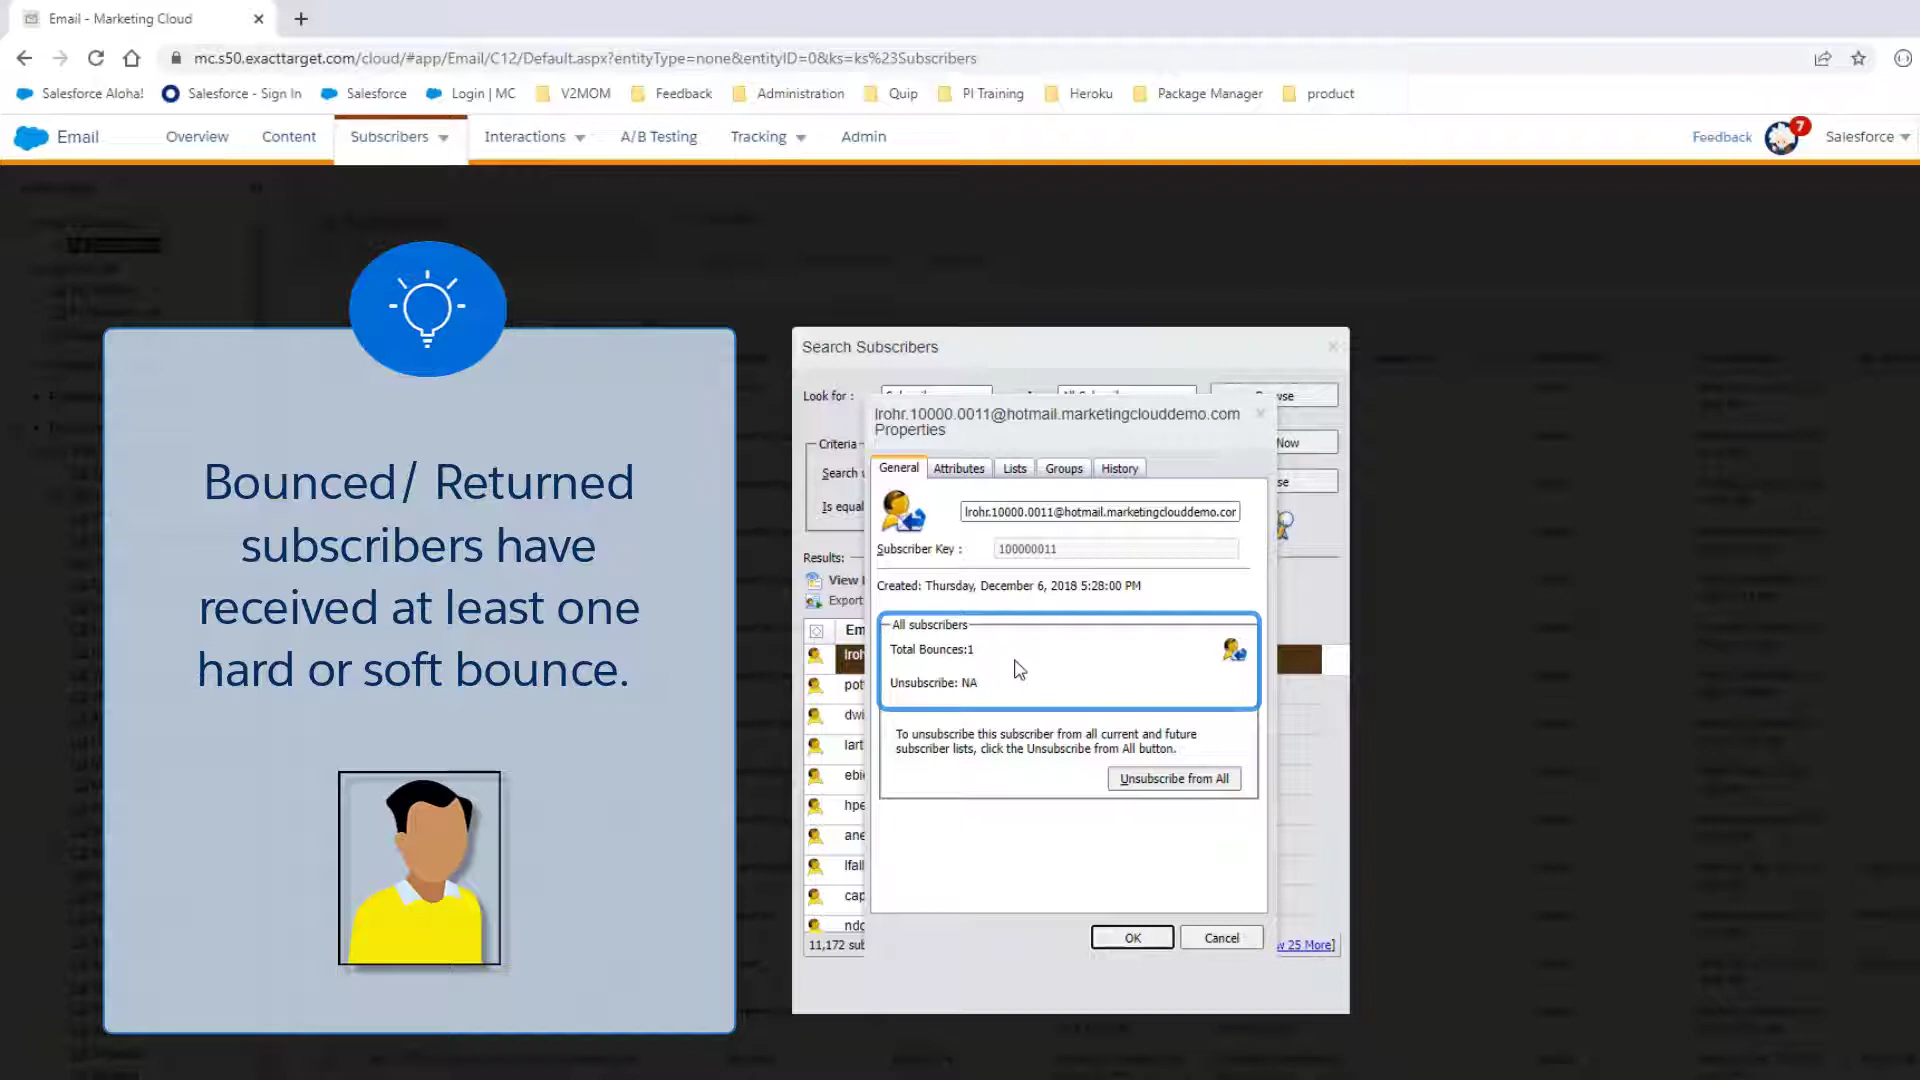 Email - Marketing Cloud
mc.s50.exacttarget.com/cloud/#app/Email/C12/Default.aspx?entityType=none&entityID=0&ks=ks%23Subscribers
Salesforce Aloha! Salesforce - Sign In Salesforce Login | MC V2MOM Feedback Administration Quip PI Training Heroku Package Manager product
Email Overview Content Subscribers Interactions A/B Testing Tracking Admin Feedback 7 Salesforce
Bounced/ Returned
subscribers have
received at least one
hard or soft bounce.
Search Subscribers
Look for :
lrohr.10000.0011@hotmail.marketingclouddemo.com
Properties
Criteria
Now
General Attributes Lists Groups History
Search
Is equal
lrohr.10000.0011@hotmail.marketingclouddemo.cor
Subscriber Key : 100000011
Results:
View
Export
Created: Thursday, December 6, 2018 5:28:00 PM
All subscribers
Total Bounces:1
Unsubscribe: NA
To unsubscribe this subscriber from all current and future
subscriber lists, click the Unsubscribe from All button.
Unsubscribe from All
Em
pot
dwi
lart
ebi
hpe
ane
lfall
cap
ndc
11,172 sub
OK Cancel
w 25 More]